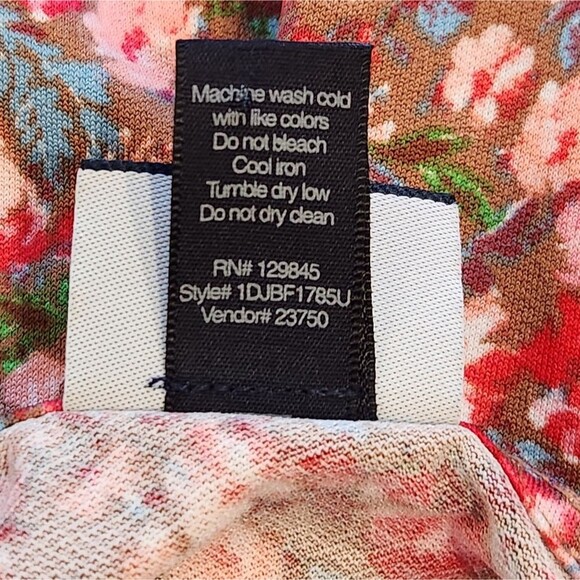 Machine wash cold
with like colors
Do not bleach
Cool iron
Tumble dry low
Do not dry clean
RN# 129845
Style# 1DJBF1785U
Vendor# 23750